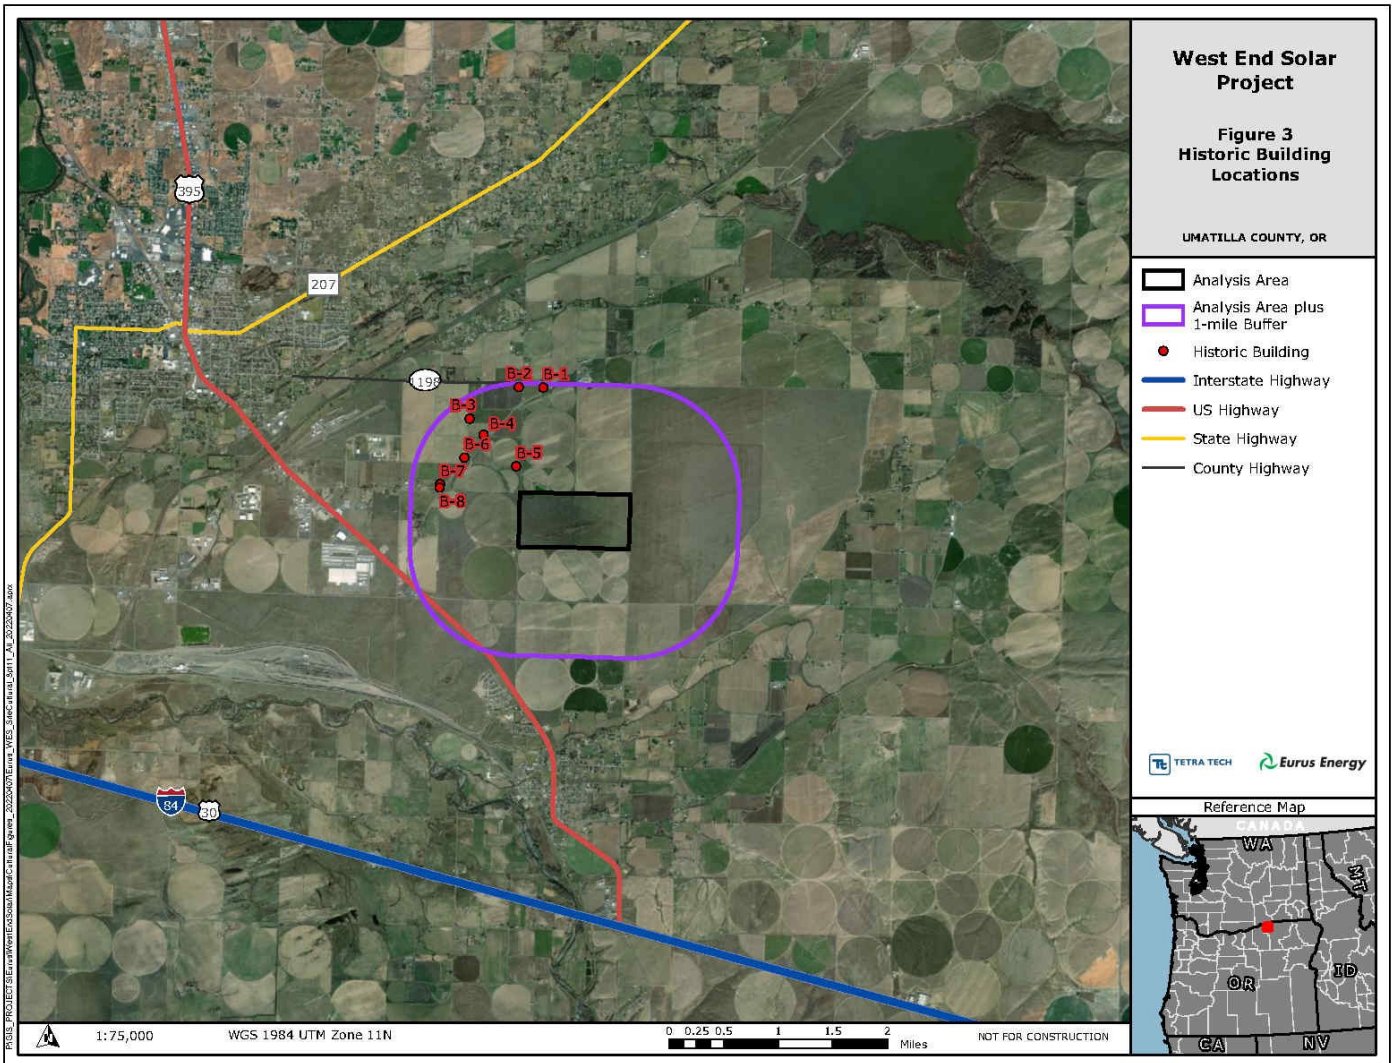 West End Solar
Project
Figure 3
Historic Building
Locations
UMATILLA COUNTY, OR
Analysis Area
Analysis Area plus
1-mile Buffer
Historic Building
Interstate Highway
US Highway
State Highway
County Highway
TETRA TECH
Eurus Energy
Reference Map
CANADA
WA
MT
OR
ID
CA
NV
395
207
1198
B-2
B-1
B-3
B-4
B-6
B-5
B-7
B-8
84
30
1:75,000
WGS 1984 UTM Zone 11N
0 0.25 0.5 1 1.5 2
Miles
NOT FOR CONSTRUCTION
N